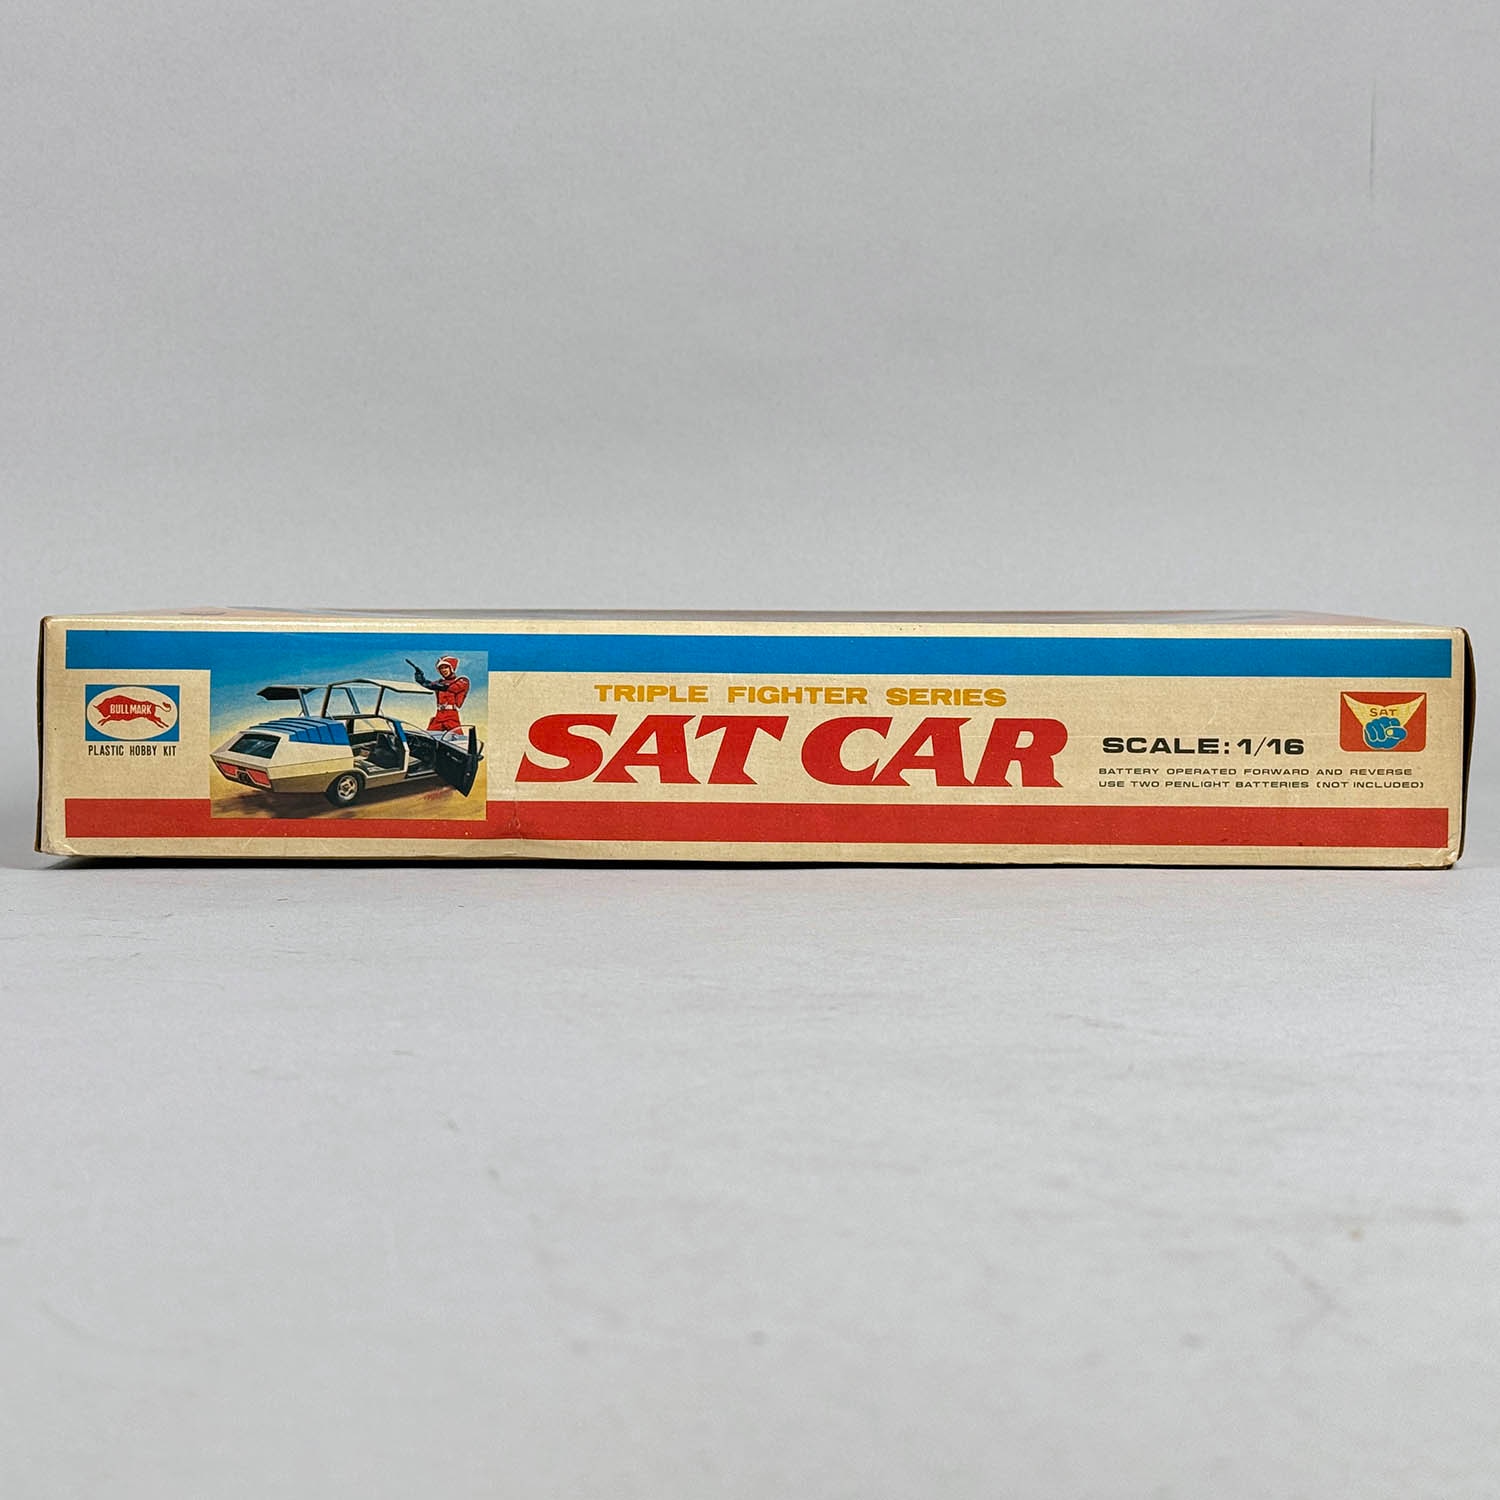 BULLMARK
PLASTIC HOBBY KIT
TRIPLE FIGHTER SERIES
SAT CAR
SCALE: 1/16
BATTERY OPERATED FORWARD AND REVERSE
USE TWO PENLIGHT BATTERIES (NOT INCLUDED)
SAT